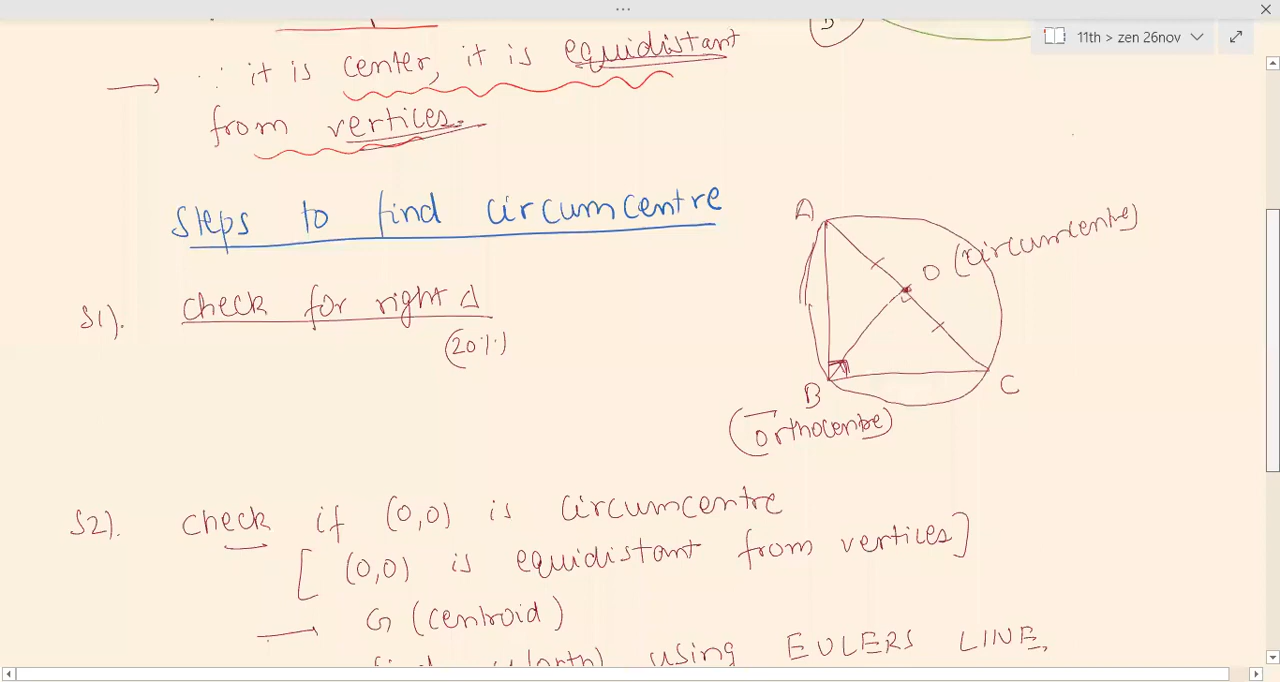 11th > zen 26nov
∵ it is center, it is equidistant
from vertices.
Steps to find circumcentre
S1). check for right Δ
(20%)
A
O (circumcentre)
B
C
(orthocentre)
S2). check if (0,0) is circumcentre
[ (0,0) is equidistant from vertices]
G (centroid)
using EULERS LINE,